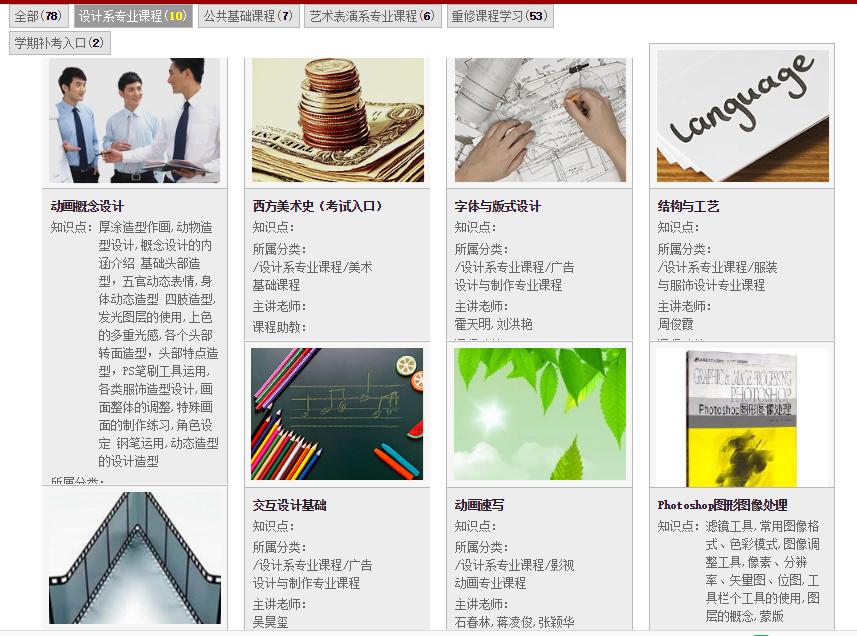 全部(78)
设计系专业课程(10)
公共基础课程(7)
艺术表演系专业课程(6)
重修课程学习(53)
学期补考入口(2)
language
动画概念设计
知识点: 厚涂造型作画, 动物造
型设计, 概念设计的内
涵介绍 基础头部造
型, 五官动态表情, 身
体动态造型 四肢造型,
发光图层的使用, 上色
的多重光感, 各个头部
转面造型, 头部特点造
型, PS笔刷工具运用,
各类服饰造型设计, 画
面整体的调整, 特殊画
面的制作练习, 角色设
定 钢笔运用, 动态造型
的设计造型
所属分类:
西方美术史（考试入口）
知识点:
所属分类:
/设计系专业课程/美术
基础课程
主讲老师:
课程助教:
字体与版式设计
知识点:
所属分类:
/设计系专业课程/广告
设计与制作专业课程
主讲老师:
霍天明, 刘洪艳
结构与工艺
知识点:
所属分类:
/设计系专业课程/服装
与服饰设计专业课程
主讲老师:
周俊霞
交互设计基础
知识点:
所属分类:
/设计系专业课程/广告
设计与制作专业课程
主讲老师:
吴昊玺
动画速写
知识点:
所属分类:
/设计系专业课程/影视
动画专业课程
主讲老师:
石春林, 蒋凌俊, 张颖华
GRAPHIC & IMAGE PROCESSING
PHOTOSHOP
Photoshop图形图像处理
Photoshop图形图像处理
知识点: 滤镜工具, 常用图像格
式、色彩模式, 图像调
整工具, 像素、分辨
率、矢量图、位图, 工
具栏个工具的使用, 图
层的概念, 蒙版